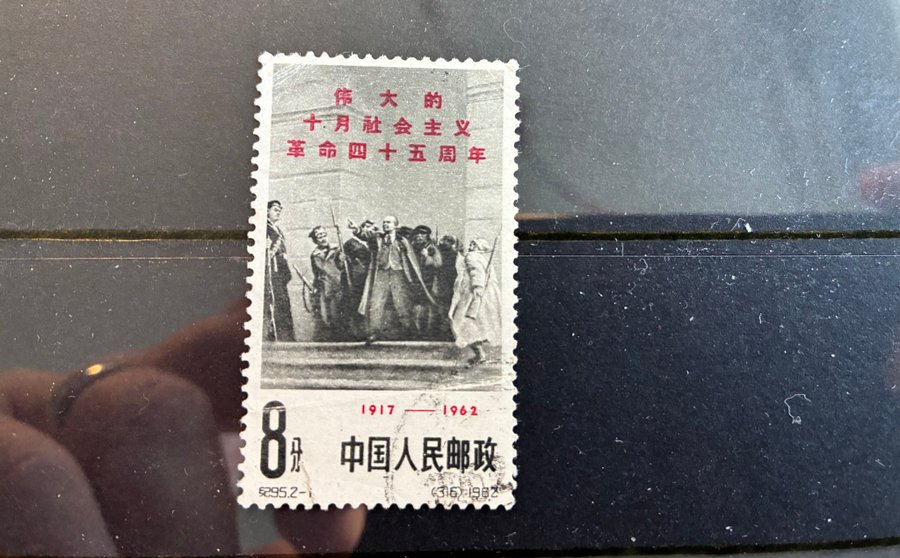 伟大的
十月社会主义
革命四十五周年
1917 — 1962
8分 中国人民邮政
纪95.2-1 (316) 1962